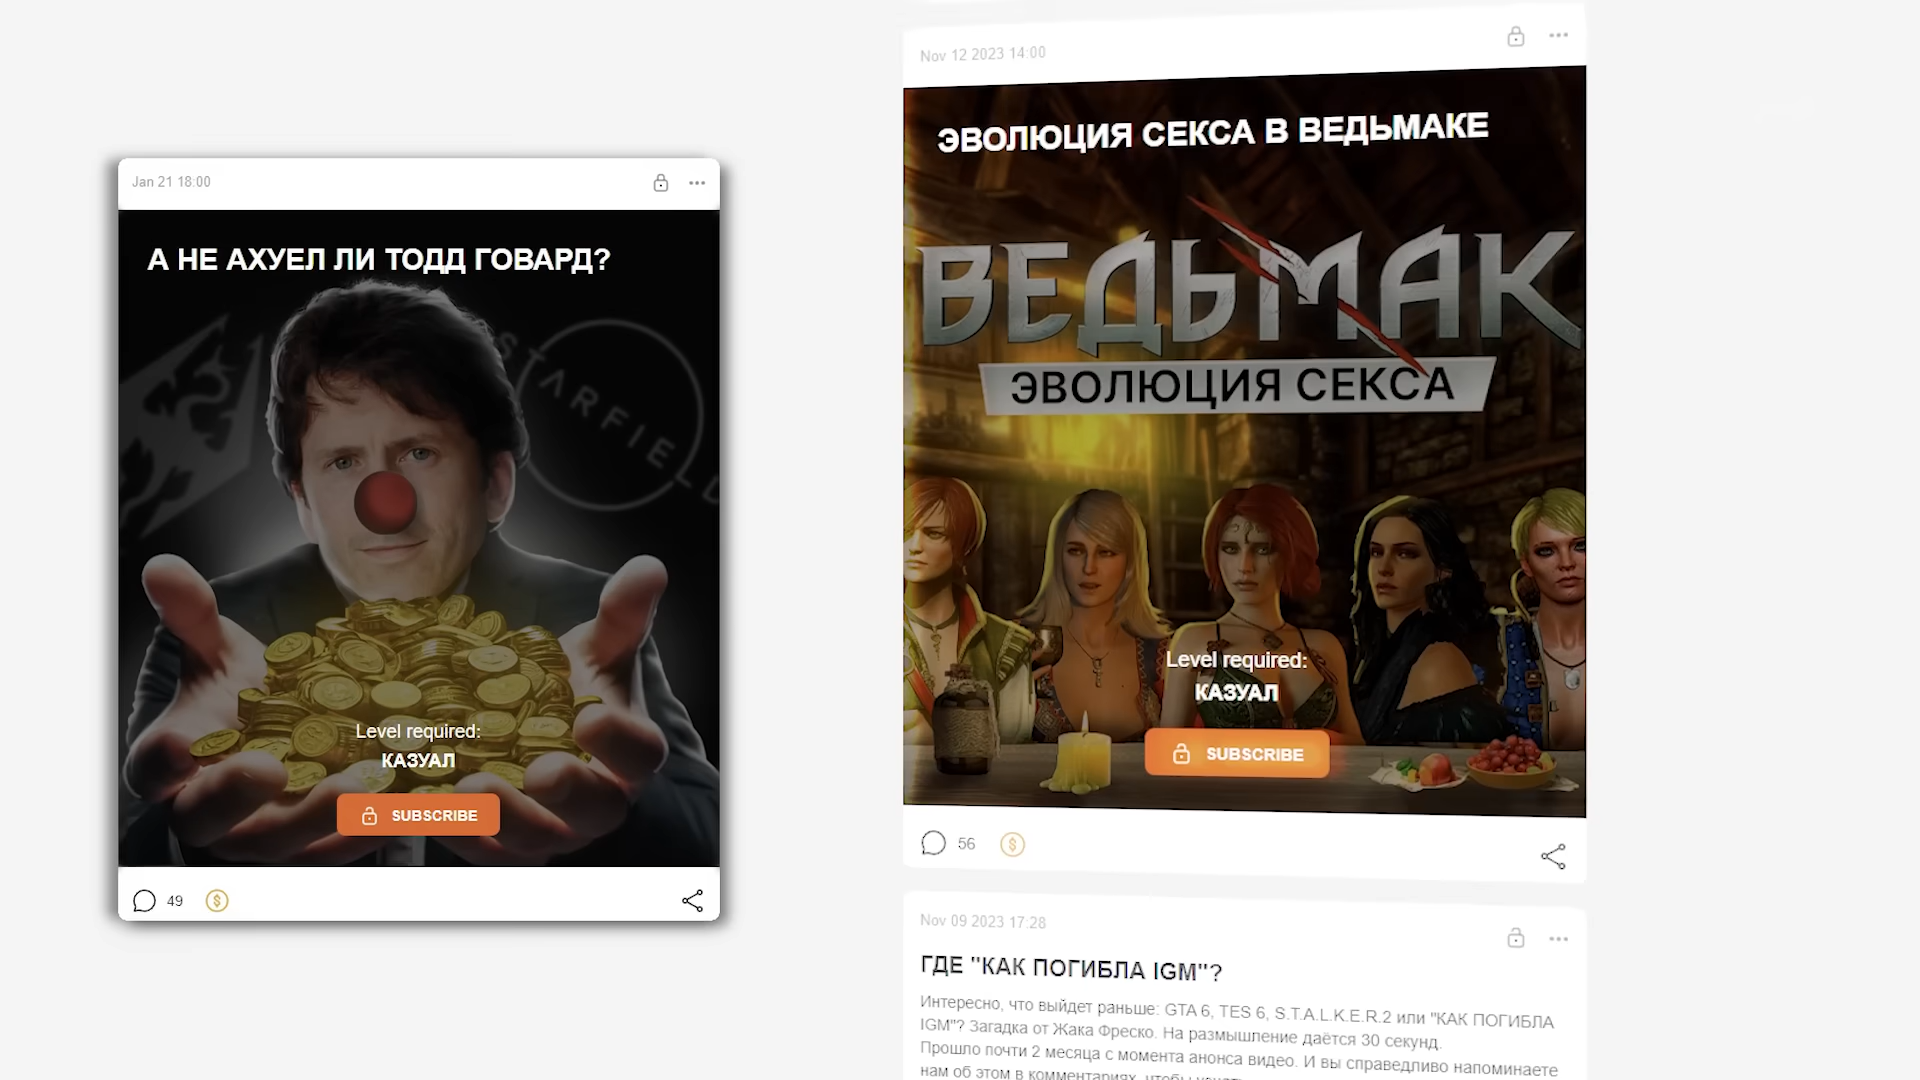 Jan 21 18:00
А НЕ АХУЕЛ ЛИ ТОДД ГОВАРД?
STARFIELD
Level required:
КАЗУАЛ
SUBSCRIBE
49
Nov 12 2023 14:00
ЭВОЛЮЦИЯ СЕКСА В ВЕДЬМАКЕ
ВЕДЬМАК
ЭВОЛЮЦИЯ СЕКСА
Level required:
КАЗУАЛ
SUBSCRIBE
56
Nov 09 2023 17:28
ГДЕ "КАК ПОГИБЛА IGM"?
Интересно, что выйдет раньше: GTA 6, TES 6, S.T.A.L.K.E.R.2 или "КАК ПОГИБЛА
IGM"? Загадка от Жака Фреско. На размышление даётся 30 секунд.
Прошло почти 2 месяца с момента анонса видео. И вы справедливо напоминаете
нам об этом в комментариях, чтобы